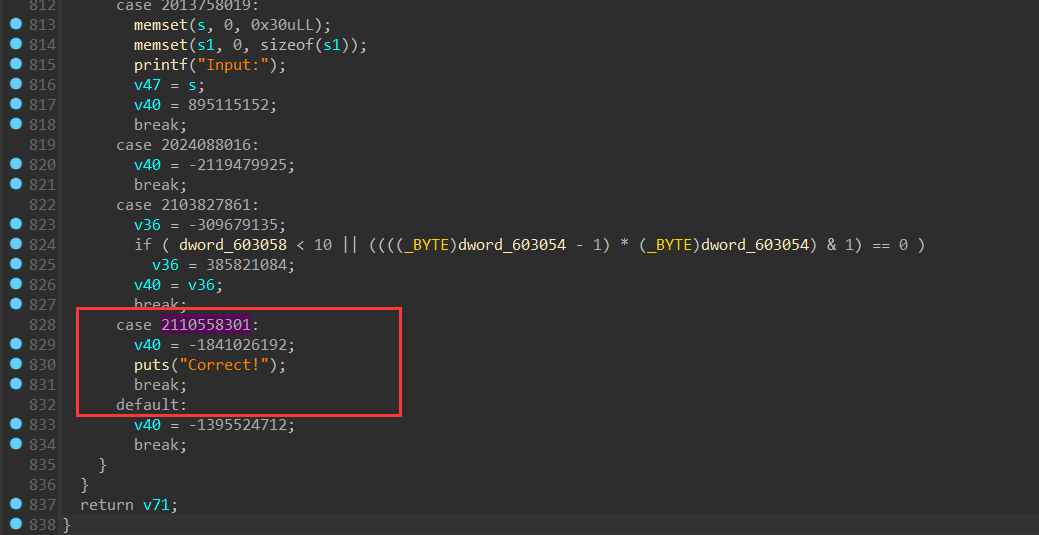 812 case 2013758019:
813 memset(s, 0, 0x30uLL);
814 memset(s1, 0, sizeof(s1));
815 printf("Input:");
816 v47 = s;
817 v40 = 895115152;
818 break;
819 case 2024088016:
820 v40 = -2119479925;
821 break;
822 case 2103827861:
823 v36 = -309679135;
824 if ( dword_603058 < 10 || ((((_BYTE)dword_603054 - 1) * (_BYTE)dword_603054) & 1) == 0 )
825 v36 = 385821084;
826 v40 = v36;
827 break;
828 case 2110558301:
829 v40 = -1841026192;
830 puts("Correct!");
831 break;
832 default:
833 v40 = -1395524712;
834 break;
835 }
836 }
837 return v71;
838 }